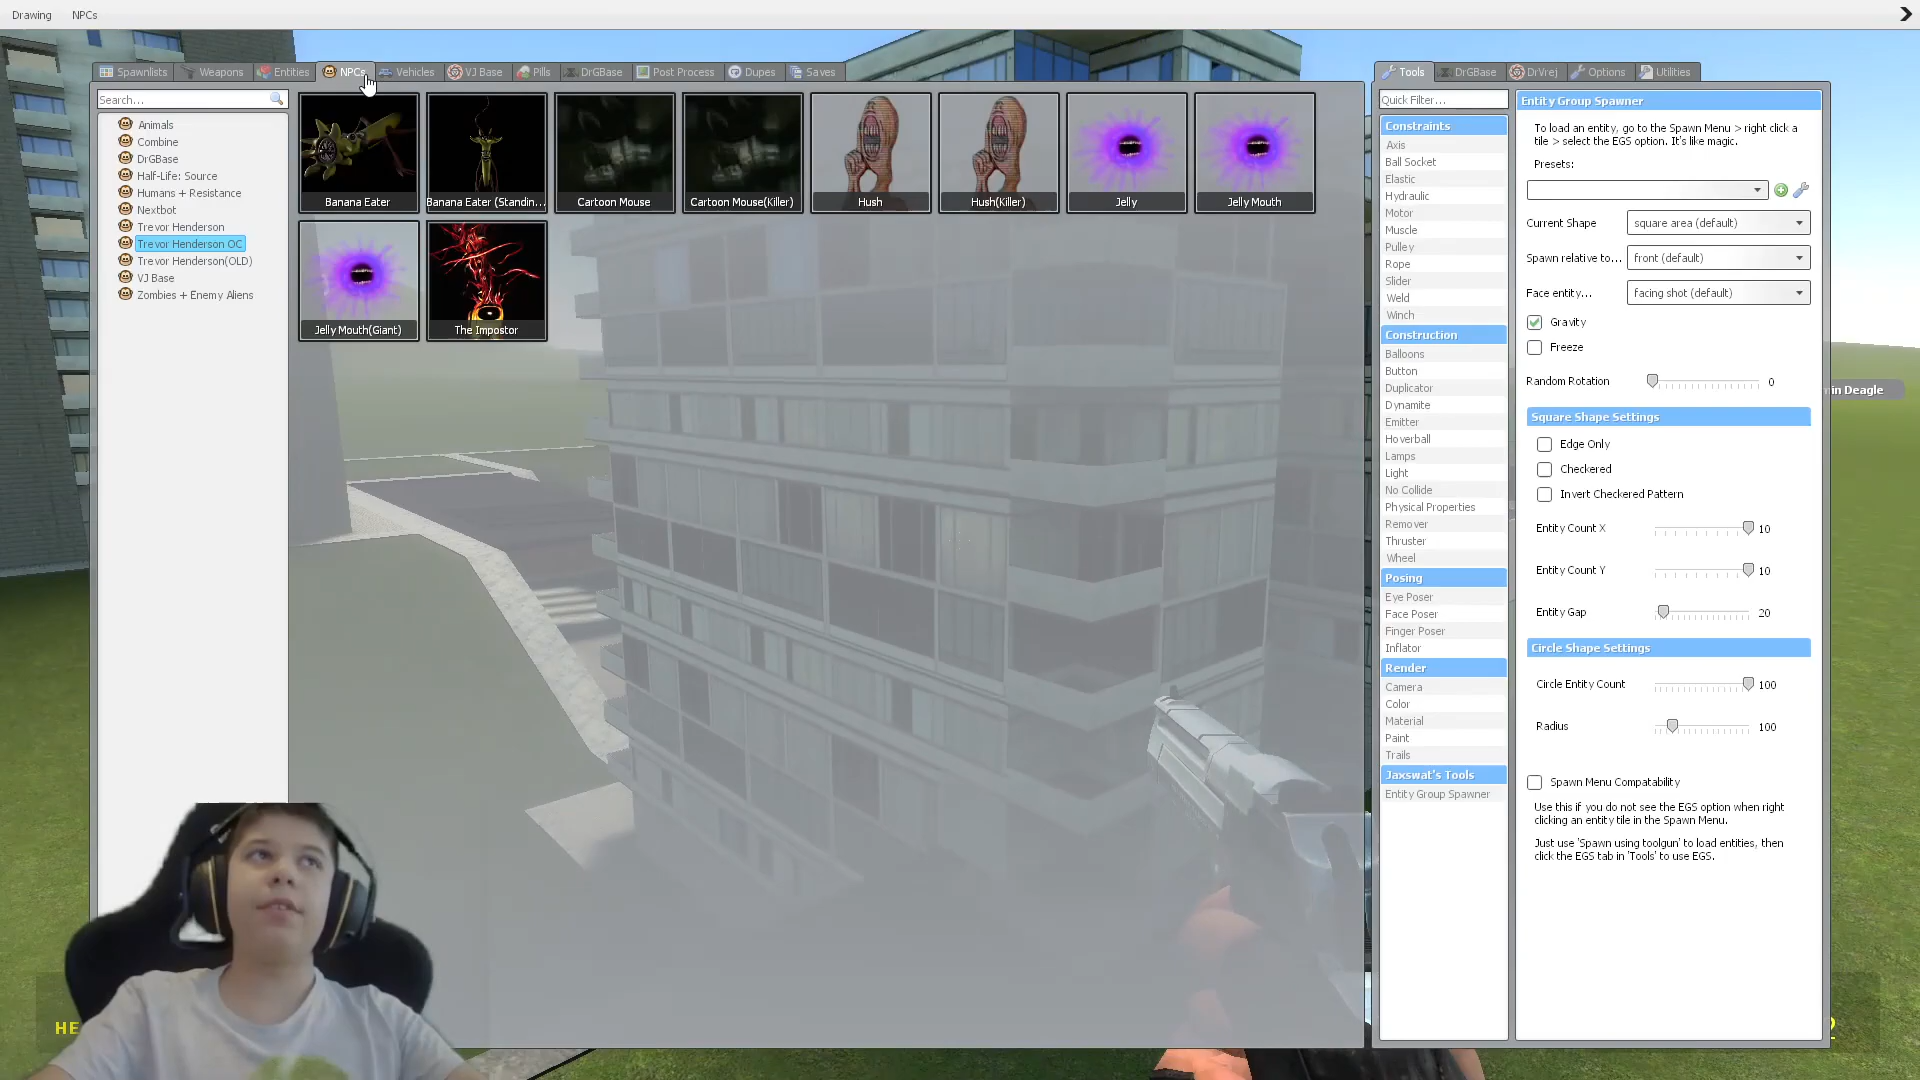 Drawing NPCs
Spawnlists Weapons Entities NPCs Vehicles VJ Base Pills DrGBase Post Process Dupes Saves
Search...
Animals
Combine
DrGBase
Half-Life: Source
Humans + Resistance
Nextbot
Trevor Henderson
Trevor Henderson OC
Trevor Henderson(OLD)
VJ Base
Zombies + Enemy Aliens
Banana Eater
Banana Eater (Standin...
Cartoon Mouse
Cartoon Mouse(Killer)
Hush
Hush(Killer)
Jelly
Jelly Mouth
Jelly Mouth(Giant)
The Impostor
HE
Tools DrGBase DrVrej Options Utilities
Quick Filter...
Constraints
Axis
Ball Socket
Elastic
Hydraulic
Motor
Muscle
Pulley
Rope
Slider
Weld
Winch
Construction
Balloons
Button
Duplicator
Dynamite
Emitter
Hoverball
Lamps
Light
No Collide
Physical Properties
Remover
Thruster
Wheel
Posing
Eye Poser
Face Poser
Finger Poser
Inflator
Render
Camera
Color
Material
Paint
Trails
Jaxswat's Tools
Entity Group Spawner
Entity Group Spawner
To load an entity, go to the Spawn Menu > right click a
tile > select the EGS option. It's like magic.
Presets:
Current Shape square area (default)
Spawn relative to... front (default)
Face entity... facing shot (default)
Gravity
Freeze
Random Rotation 0
Square Shape Settings
Edge Only
Checkered
Invert Checkered Pattern
Entity Count X 10
Entity Count Y 10
Entity Gap 20
Circle Shape Settings
Circle Entity Count 100
Radius 100
Spawn Menu Compatability
Use this if you do not see the EGS option when right
clicking an entity tile in the Spawn Menu.
Just use 'Spawn using toolgun' to load entities, then
click the EGS tab in 'Tools' to use EGS.
in Deagle